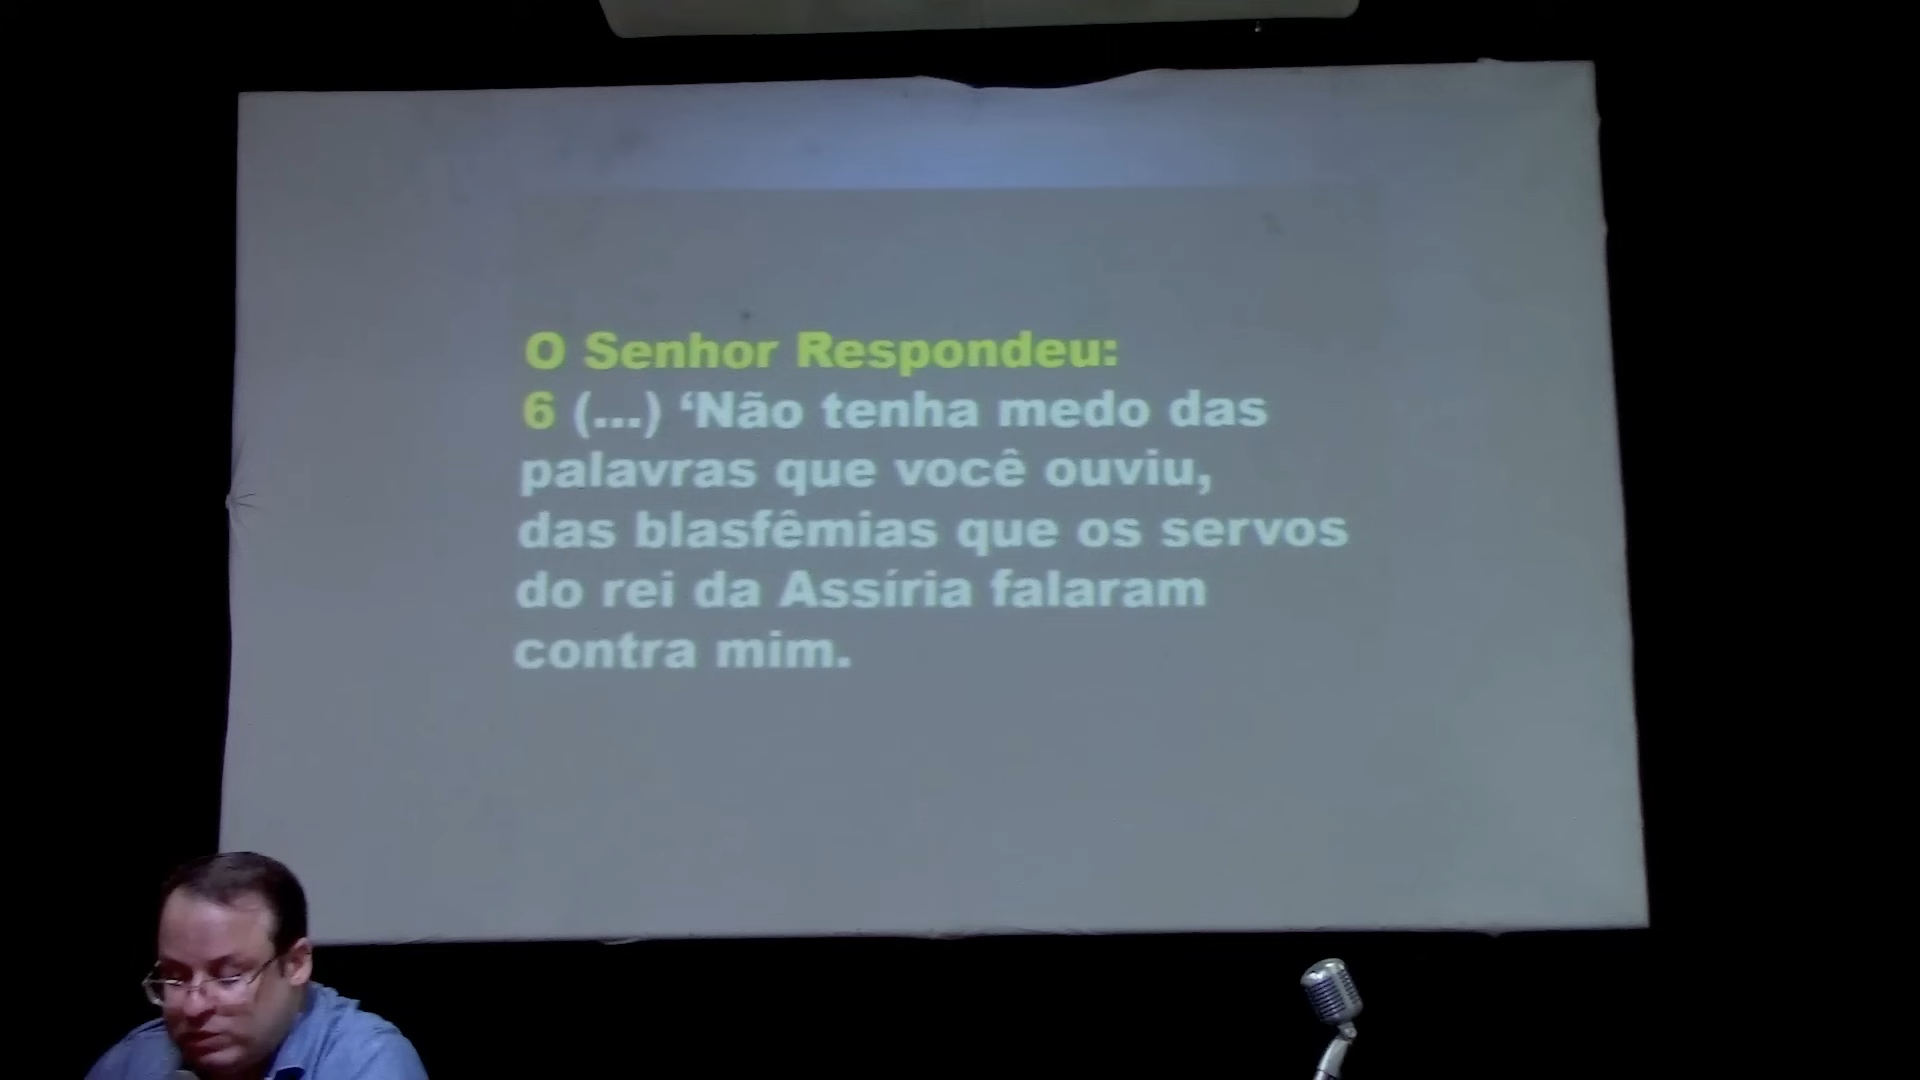 O Senhor Respondeu:
6 (...) ‘Não tenha medo das
palavras que você ouviu,
das blasfêmias que os servos
do rei da Assíria falaram
contra mim.